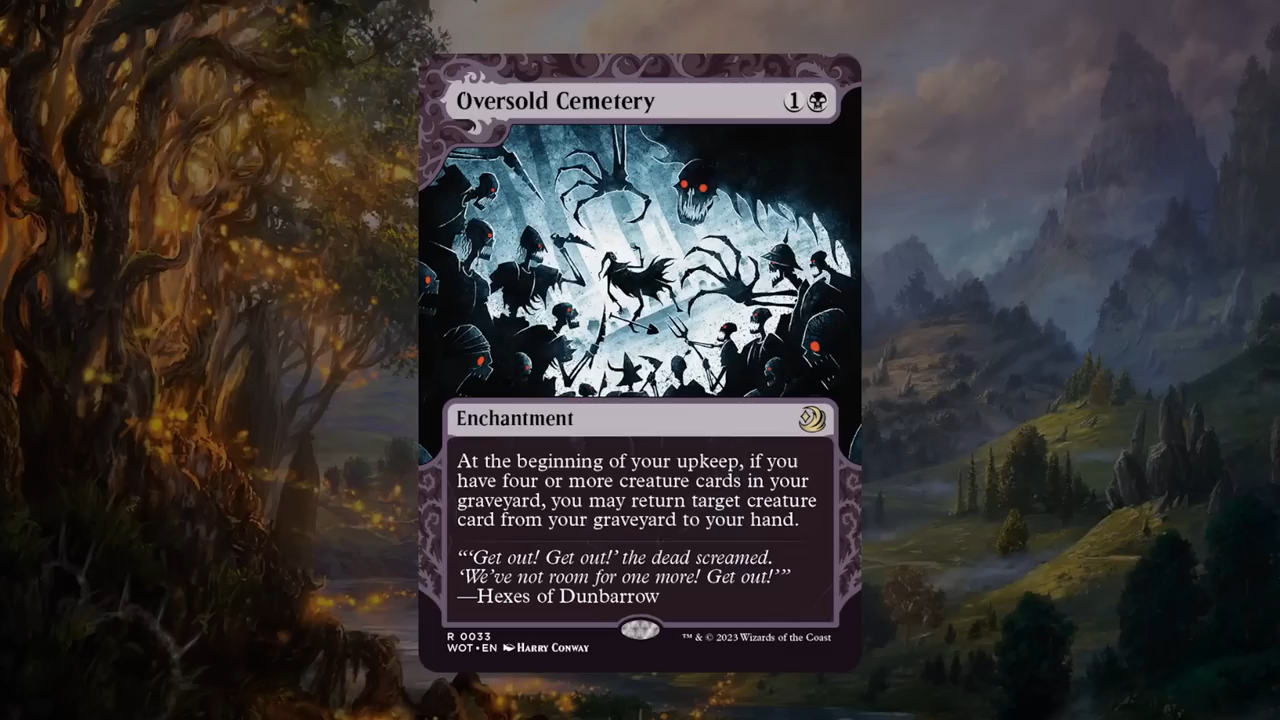 Oversold Cemetery 1
Enchantment
At the beginning of your upkeep, if you
have four or more creature cards in your
graveyard, you may return target creature
card from your graveyard to your hand.
“‘Get out! Get out!’ the dead screamed.
‘We’ve not room for one more! Get out!’”
—Hexes of Dunbarrow
R 0033
WOT • EN Harry Conway
™ & © 2023 Wizards of the Coast